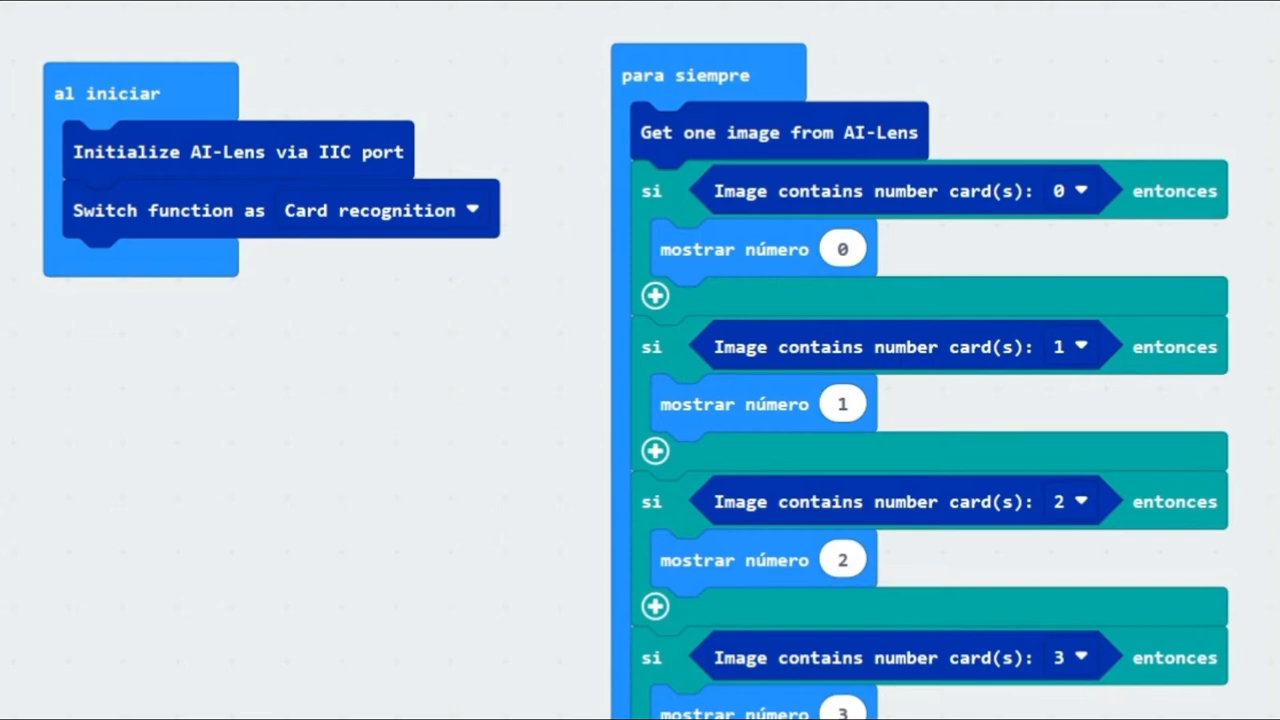 al iniciar
Initialize AI-Lens via IIC port
Switch function as Card recognition
para siempre
Get one image from AI-Lens
si Image contains number card(s): 0 entonces
mostrar número 0
si Image contains number card(s): 1 entonces
mostrar número 1
si Image contains number card(s): 2 entonces
mostrar número 2
si Image contains number card(s): 3 entonces
mostrar número 3